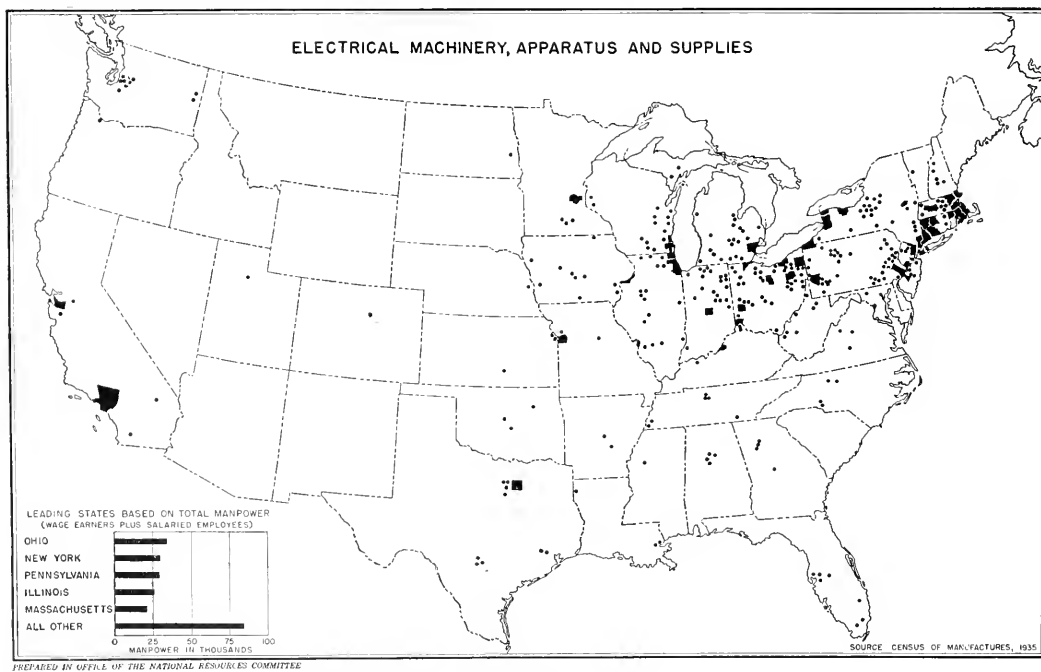 ELECTRICAL MACHINERY, APPARATUS AND SUPPLIES
LEADING STATES BASED ON TOTAL MANPOWER
(WAGE EARNERS PLUS SALARIED EMPLOYEES)
OHIO
NEW YORK
PENNSYLVANIA
ILLINOIS
MASSACHUSETTS
ALL OTHER
0 25 50 75 100
MANPOWER IN THOUSANDS
SOURCE CENSUS OF MANUFACTURES, 1935
PREPARED IN OFFICE OF THE NATIONAL RESOURCES COMMITTEE